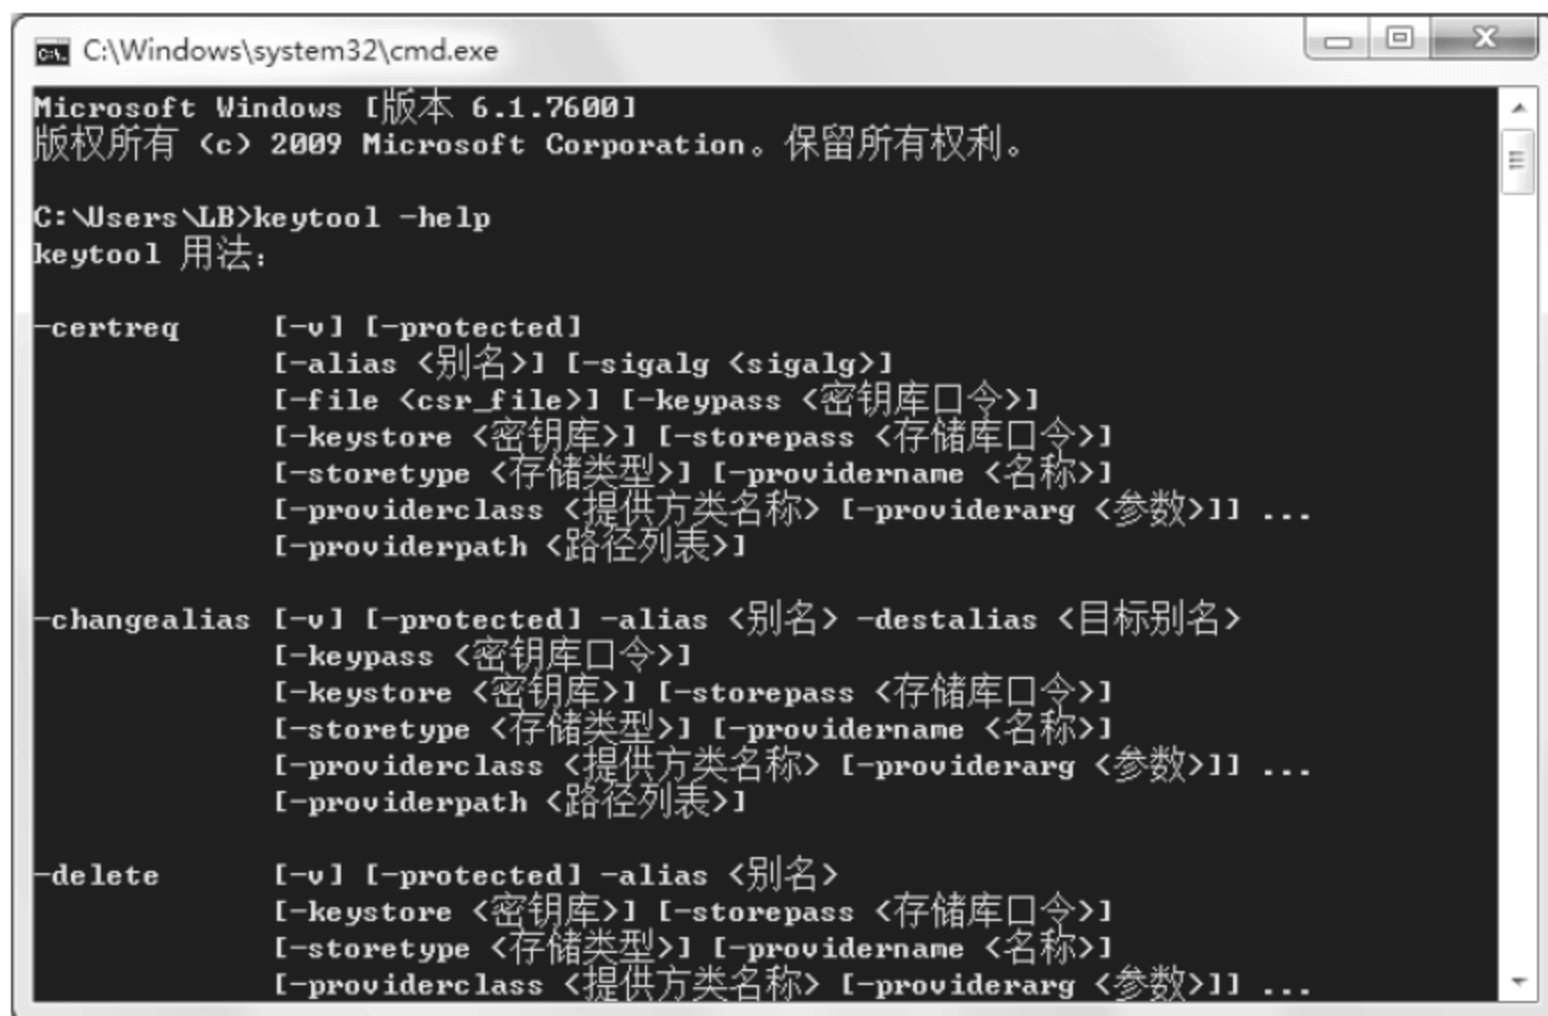 C:\Windows\system32\cmd.exe
Microsoft Windows [版本 6.1.7600]
版权所有 (c) 2009 Microsoft Corporation。保留所有权利。
C:\Users\LB>keytool -help
keytool 用法：
-certreq [-v] [-protected]
[-alias <别名>] [-sigalg <sigalg>]
[-file <csr_file>] [-keypass <密钥库口令>]
[-keystore <密钥库>] [-storepass <存储库口令>]
[-storetype <存储类型>] [-providername <名称>]
[-providerclass <提供方类名称> [-providerarg <参数>]] ...
[-providerpath <路径列表>]
-changealias [-v] [-protected] -alias <别名> -destalias <目标别名>
[-keypass <密钥库口令>]
[-keystore <密钥库>] [-storepass <存储库口令>]
[-storetype <存储类型>] [-providername <名称>]
[-providerclass <提供方类名称> [-providerarg <参数>]] ...
[-providerpath <路径列表>]
-delete [-v] [-protected] -alias <别名>
[-keystore <密钥库>] [-storepass <存储库口令>]
[-storetype <存储类型>] [-providername <名称>]
[-providerclass <提供方类名称> [-providerarg <参数>]] ...